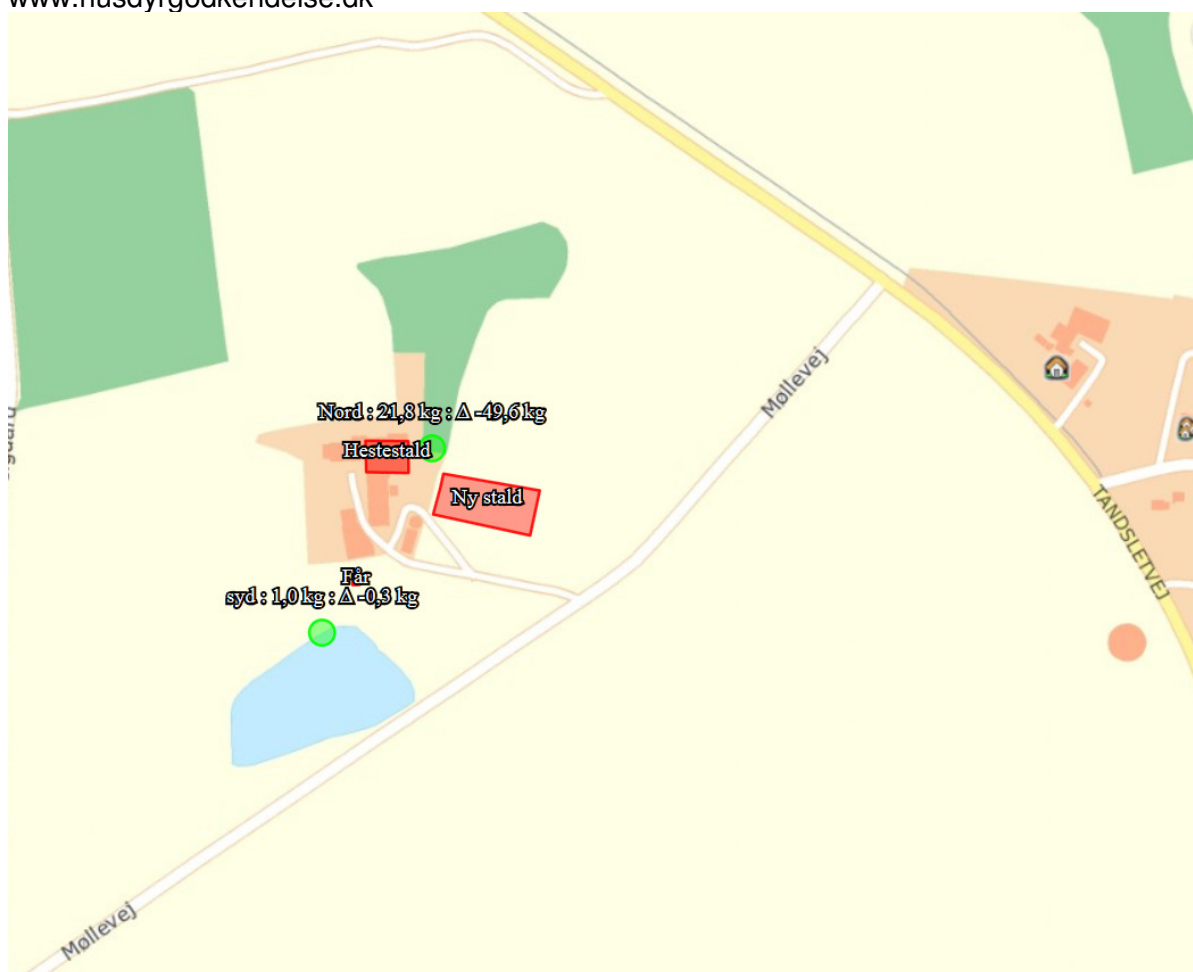 www.husdyrgodkendelse.dk
Møllevej
Nord : 21,8 kg : Δ -49,6 kg
Hestestald
Ny stald
TANDSLETVEJ
Får
syd : 1,0 kg : Δ -0,3 kg
Møllevej